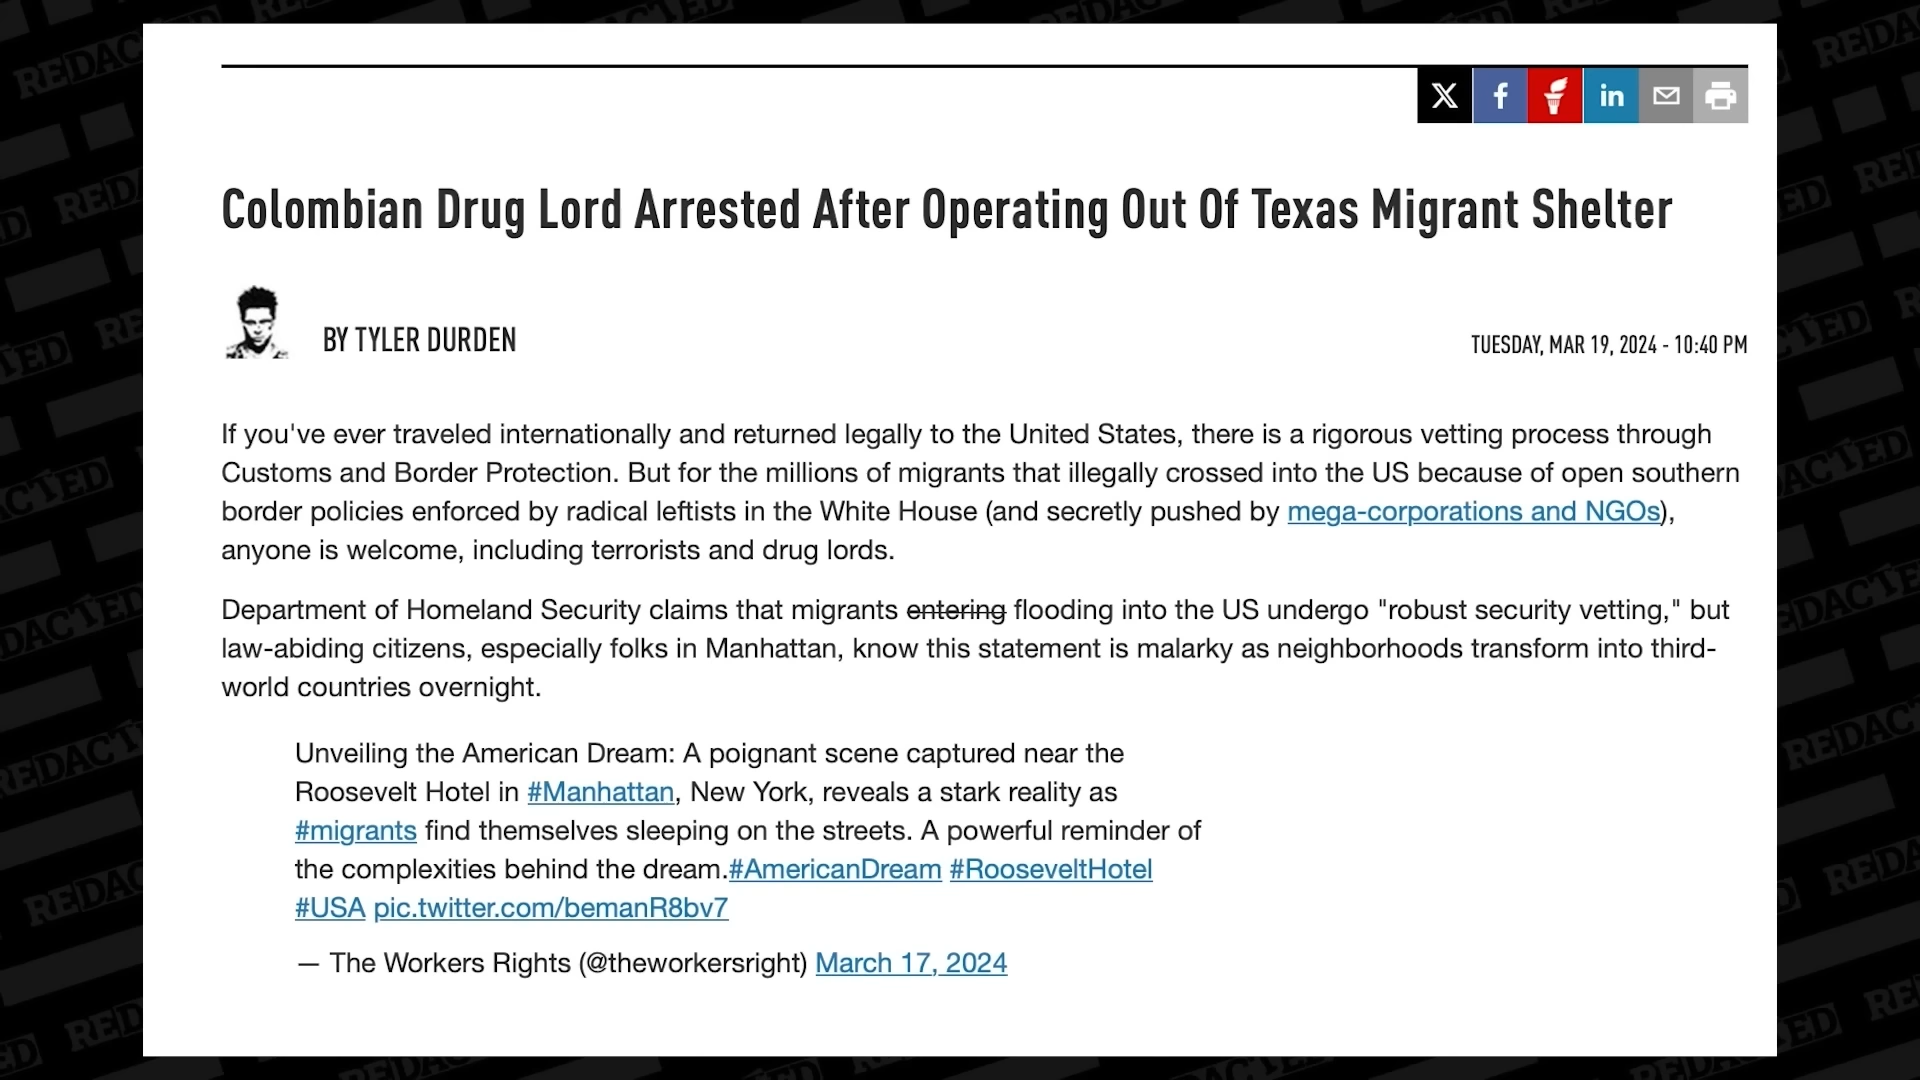 X f in
Colombian Drug Lord Arrested After Operating Out Of Texas Migrant Shelter
BY TYLER DURDEN
TUESDAY, MAR 19, 2024 - 10:40 PM
If you've ever traveled internationally and returned legally to the United States, there is a rigorous vetting process through
Customs and Border Protection. But for the millions of migrants that illegally crossed into the US because of open southern
border policies enforced by radical leftists in the White House (and secretly pushed by mega-corporations and NGOs),
anyone is welcome, including terrorists and drug lords.
Department of Homeland Security claims that migrants entering flooding into the US undergo "robust security vetting," but
law-abiding citizens, especially folks in Manhattan, know this statement is malarky as neighborhoods transform into third-
world countries overnight.
Unveiling the American Dream: A poignant scene captured near the
Roosevelt Hotel in #Manhattan, New York, reveals a stark reality as
#migrants find themselves sleeping on the streets. A powerful reminder of
the complexities behind the dream.#AmericanDream #RooseveltHotel
#USA pic.twitter.com/bemanR8bv7
— The Workers Rights (@theworkersright) March 17, 2024
REDACTED